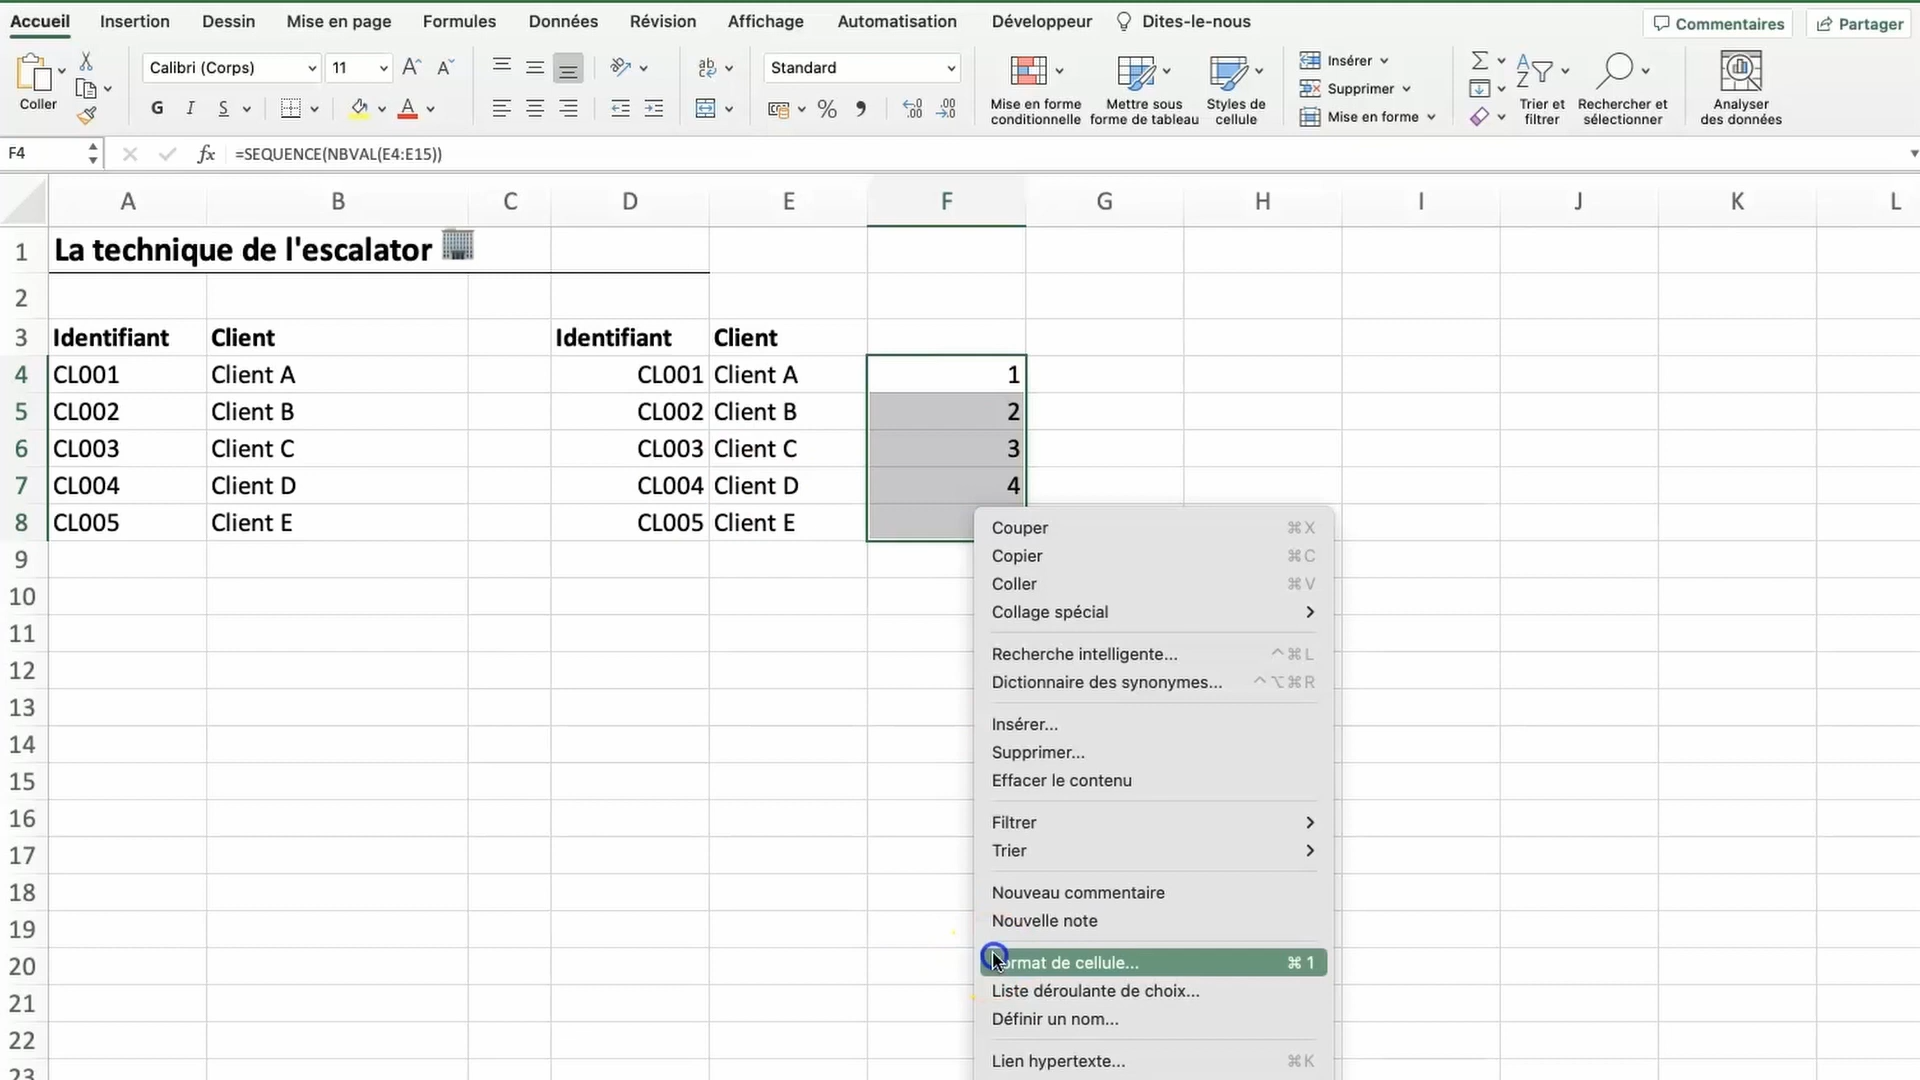 Accueil Insertion Dessin Mise en page Formules Données Révision Affichage Automatisation Développeur Dites-le-nous Commentaires Partager
Coller
Calibri (Corps) 11
G I S A
ab
Standard
%
Mise en forme conditionnelle
Mettre sous forme de tableau
Styles de cellule
Insérer
Supprimer
Mise en forme
Trier et filtrer
Rechercher et sélectionner
Analyser des données
F4 fx =SEQUENCE(NBVAL(E4:E15))
A B C D E F G H I J K L
1 La technique de l'escalator
2
3 Identifiant Client Identifiant Client
4 CL001 Client A CL001 Client A 1
5 CL002 Client B CL002 Client B 2
6 CL003 Client C CL003 Client C 3
7 CL004 Client D CL004 Client D 4
8 CL005 Client E CL005 Client E
9
10
11
12
13
14
15
16
17
18
19
20
21
22
23
Couper ⌘X
Copier ⌘C
Coller ⌘V
Collage spécial
Recherche intelligente... ^⌘L
Dictionnaire des synonymes... ^⌥⌘R
Insérer...
Supprimer...
Effacer le contenu
Filtrer
Trier
Nouveau commentaire
Nouvelle note
Format de cellule... ⌘1
Liste déroulante de choix...
Définir un nom...
Lien hypertexte... ⌘K